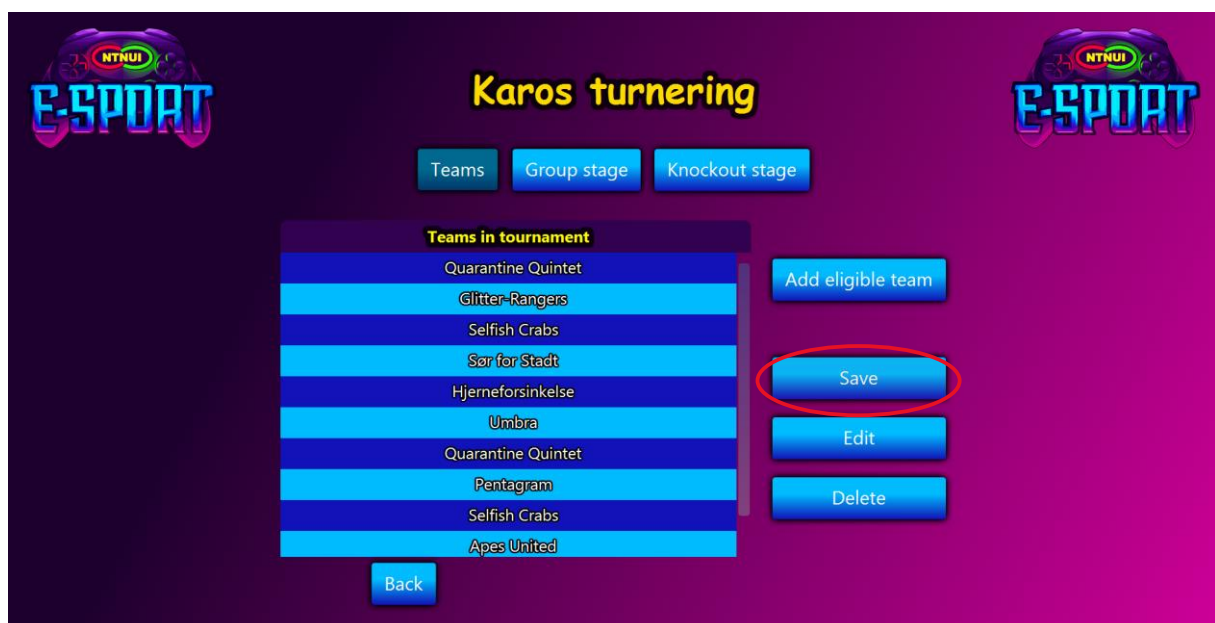 NTNUI
E-SPORT
Karos turnering
NTNUI
E-SPORT
Teams
Group stage
Knockout stage
Teams in tournament
Quarantine Quintet
Glitter-Rangers
Selfish Crabs
Sør for Stadt
Hjerneforsinkelse
Umbra
Quarantine Quintet
Pentagram
Selfish Crabs
Apes United
Add eligible team
Save
Edit
Delete
Back